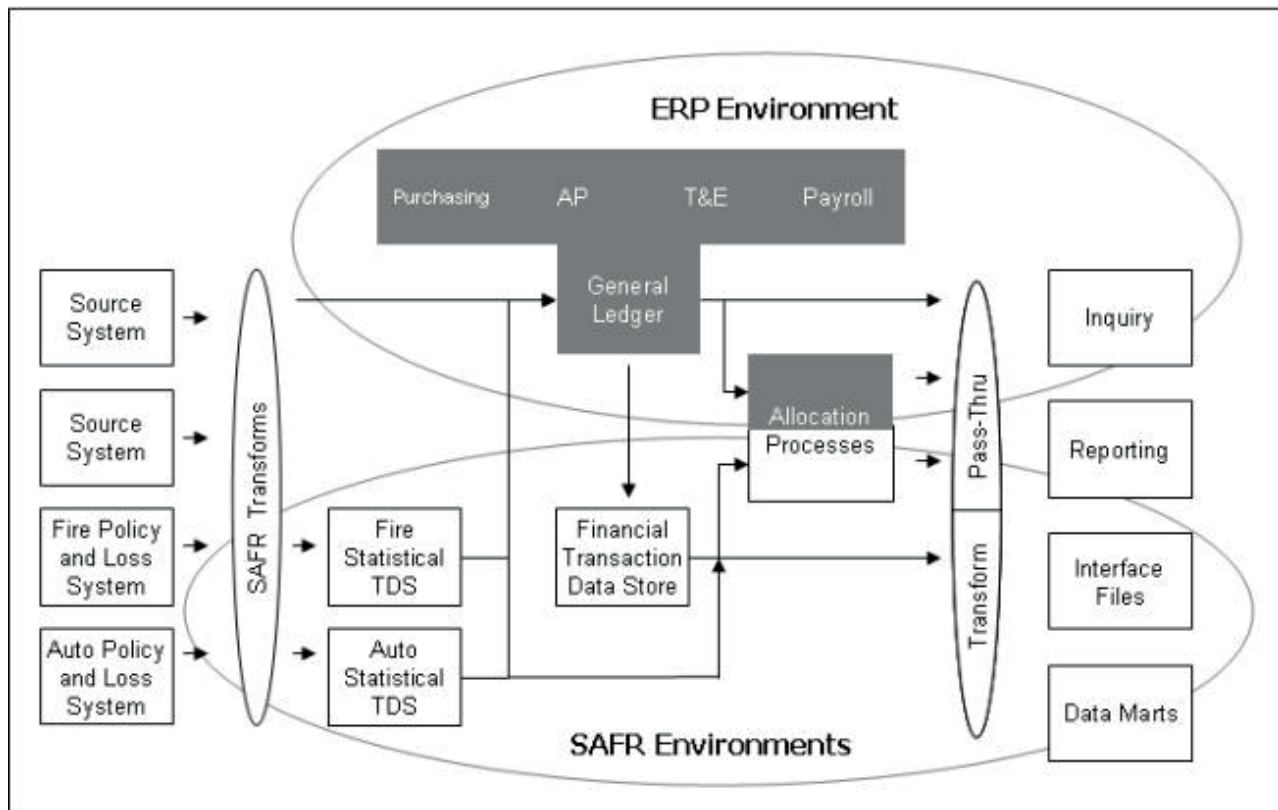 ERP Environment
Purchasing AP T&E Payroll
General
Ledger
Source
System
Source
System
Fire Policy
and Loss
System
Auto Policy
and Loss
System
SAFR Transforms
Fire
Statistical
TDS
Auto
Statistical
TDS
Financial
Transaction
Data Store
Allocation
Processes
Pass-Thru
Transform
Inquiry
Reporting
Interface
Files
Data Marts
SAFR Environments